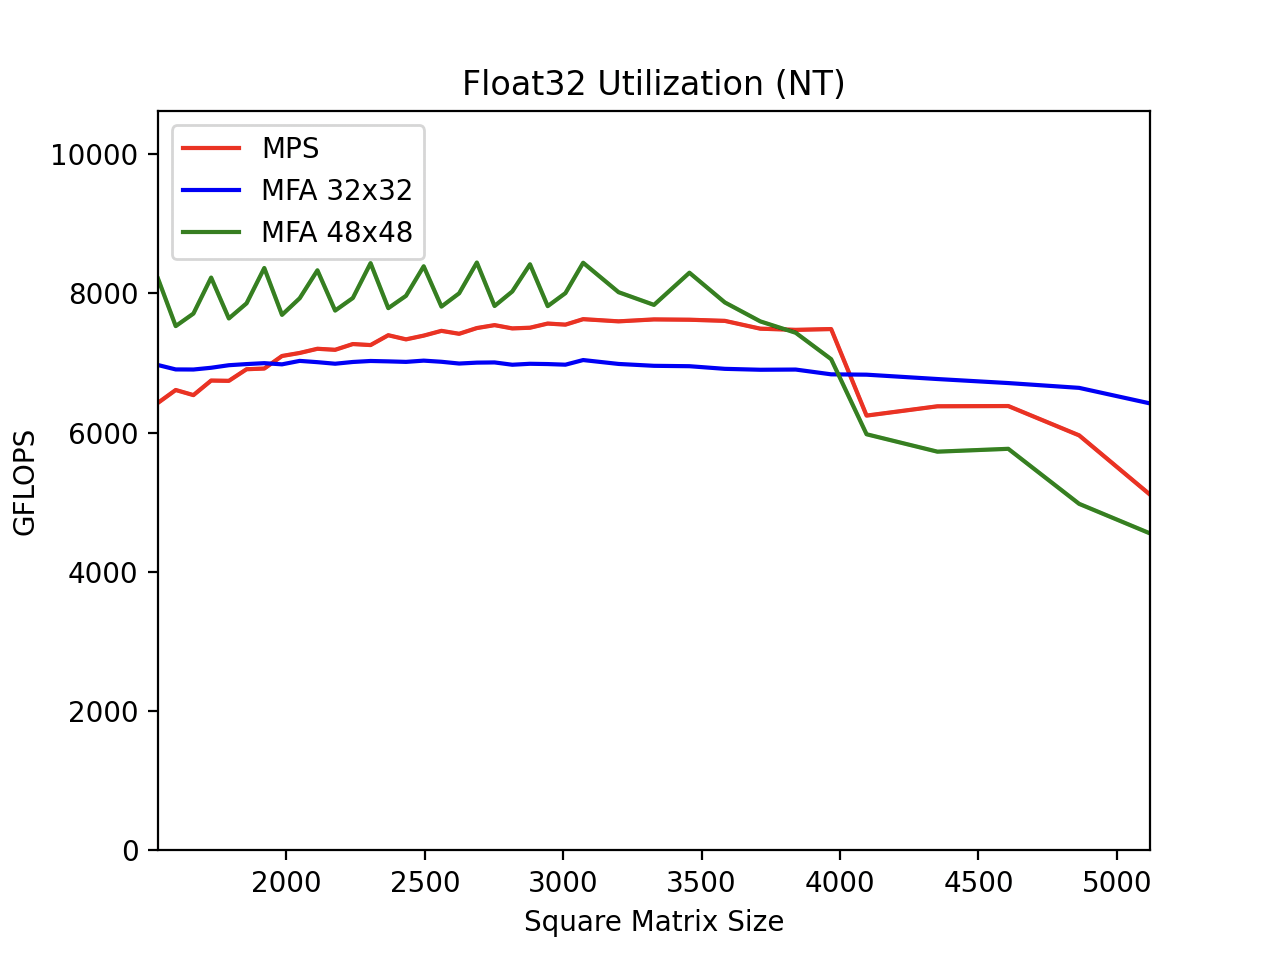 Float32 Utilization (NT)
MPS
MFA 32x32
MFA 48x48
GFLOPS
10000
8000
6000
4000
2000
0
2000 2500 3000 3500 4000 4500 5000
Square Matrix Size